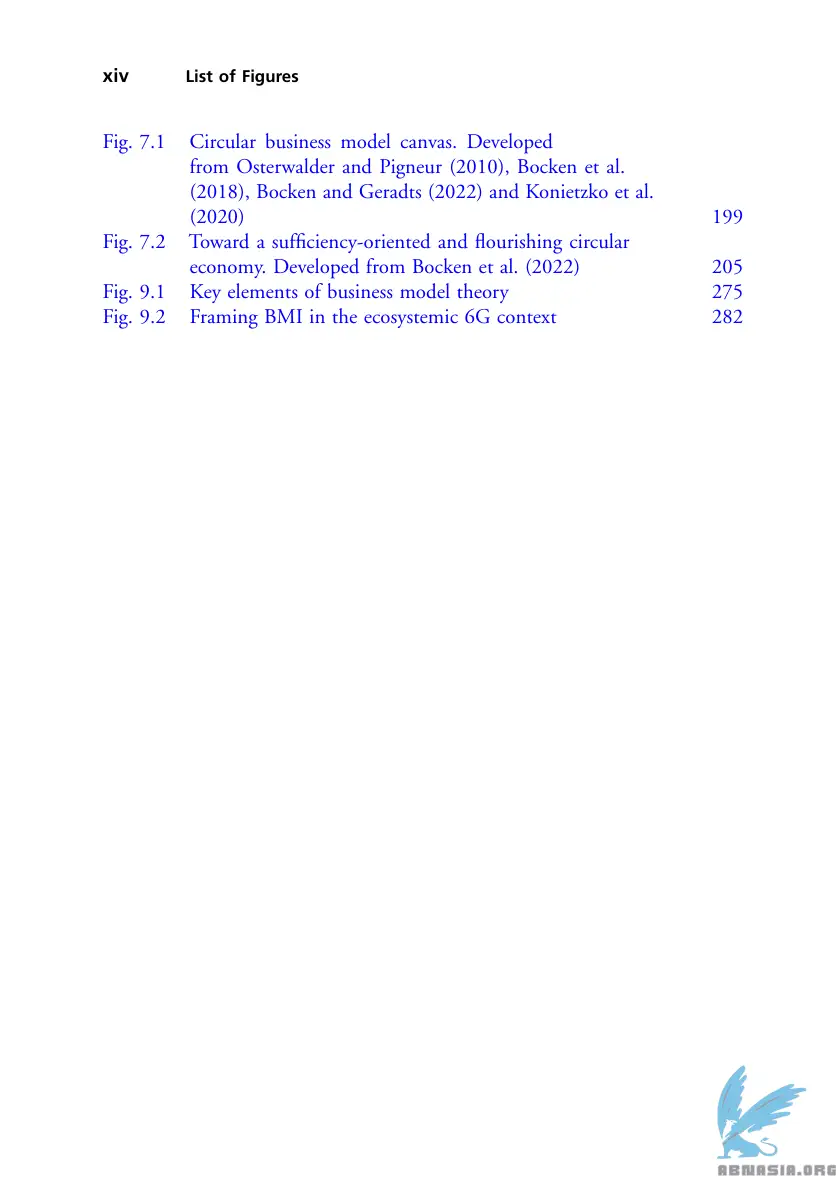 xiv List of Figures
Fig. 7.1 Circular business model canvas. Developed
from Osterwalder and Pigneur (2010), Bocken et al.
(2018), Bocken and Geradts (2022) and Konietzko et al.
(2020) 199
Fig. 7.2 Toward a sufficiency-oriented and flourishing circular
economy. Developed from Bocken et al. (2022) 205
Fig. 9.1 Key elements of business model theory 275
Fig. 9.2 Framing BMI in the ecosystemic 6G context 282
ABNASIA.ORG